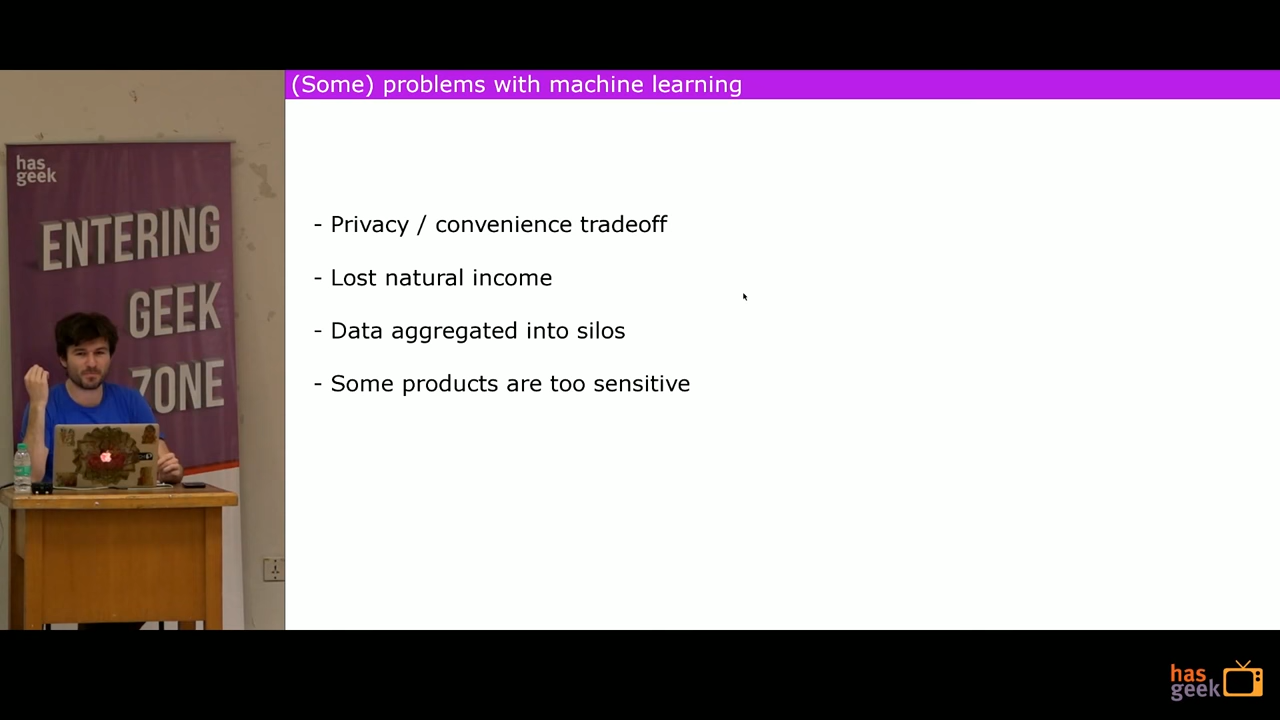 (Some) problems with machine learning
has
geek
ENTERING
GEEK
ZONE
- Privacy / convenience tradeoff
- Lost natural income
- Data aggregated into silos
- Some products are too sensitive
has
geek